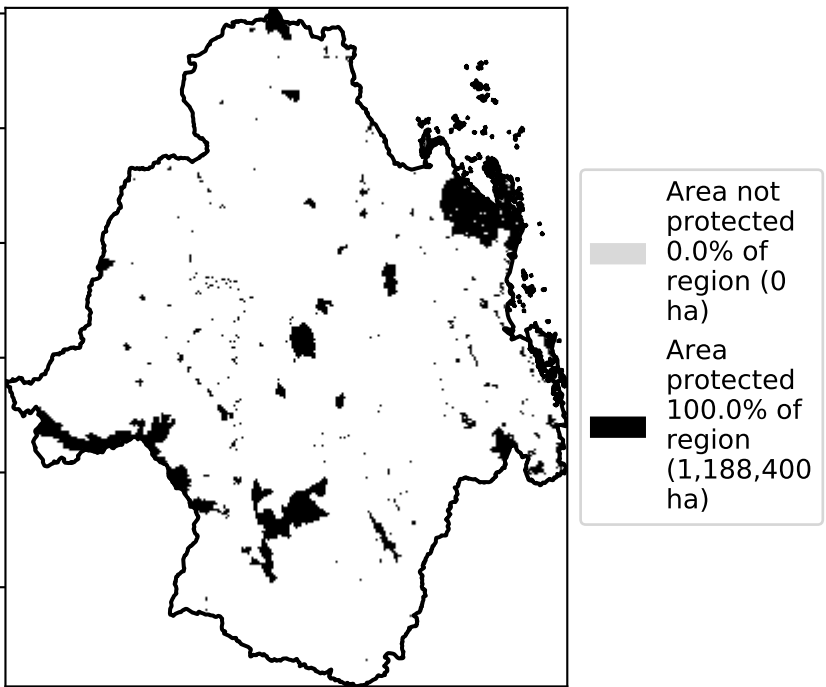 Area not
protected
0.0% of
region (0
ha)
Area
protected
100.0% of
region
(1,188,400
ha)